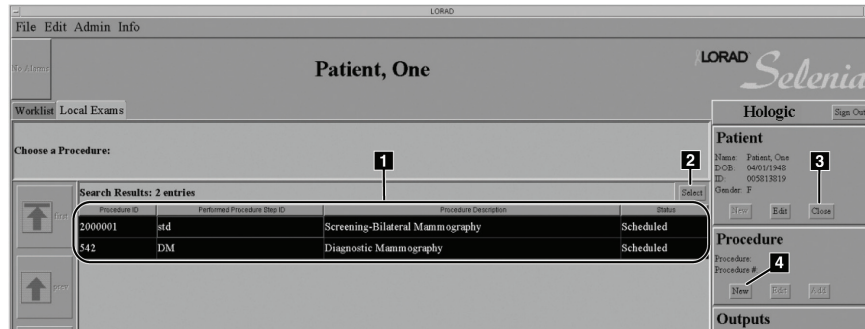 LORAD
File Edit Admin Info
No Alarms
Patient, One
LORAD Selenia
Worklist Local Exams
Hologic
Sign Out
Choose a Procedure:
Patient
Name: Patient, One
DOB: 04/01/1948
ID: 005813819
Gender: F
New Edit Close
1
2
3
Search Results: 2 entries
Select
Procedure ID Performed Procedure Step ID Procedure Description Status
2000001 std Screening-Bilateral Mammography Scheduled
542 DM Diagnostic Mammography Scheduled
first
prev
Procedure
Procedure:
Procedure #:
4
New Edit Add
Outputs